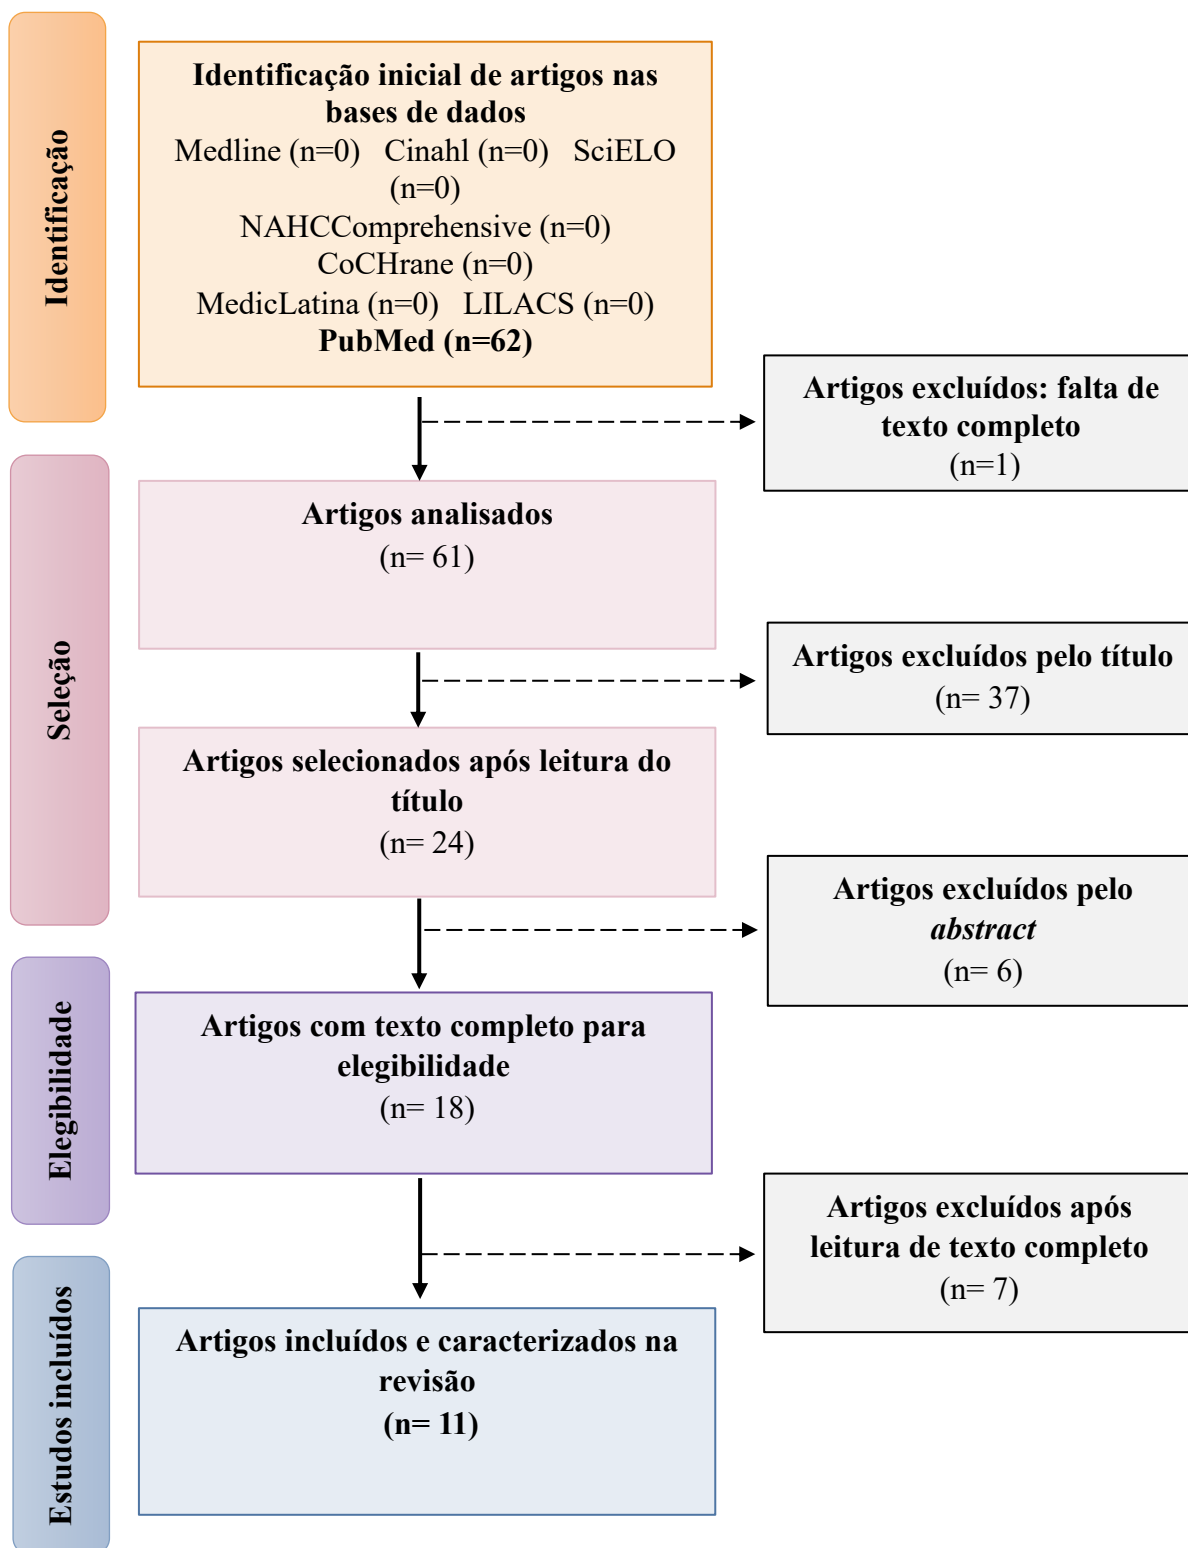 Identificação
Identificação inicial de artigos nas
bases de dados
Medline (n=0) Cinahl (n=0) SciELO
(n=0)
NAHCComprehensive (n=0)
CoCHrane (n=0)
MedicLatina (n=0) LILACS (n=0)
PubMed (n=62)
Artigos excluídos: falta de
texto completo
(n=1)
Seleção
Artigos analisados
(n= 61)
Artigos excluídos pelo título
(n= 37)
Artigos selecionados após leitura do
título
(n= 24)
Artigos excluídos pelo
abstract
(n= 6)
Elegibilidade
Artigos com texto completo para
elegibilidade
(n= 18)
Artigos excluídos após
leitura de texto completo
(n= 7)
Estudos incluídos
Artigos incluídos e caracterizados na
revisão
(n= 11)